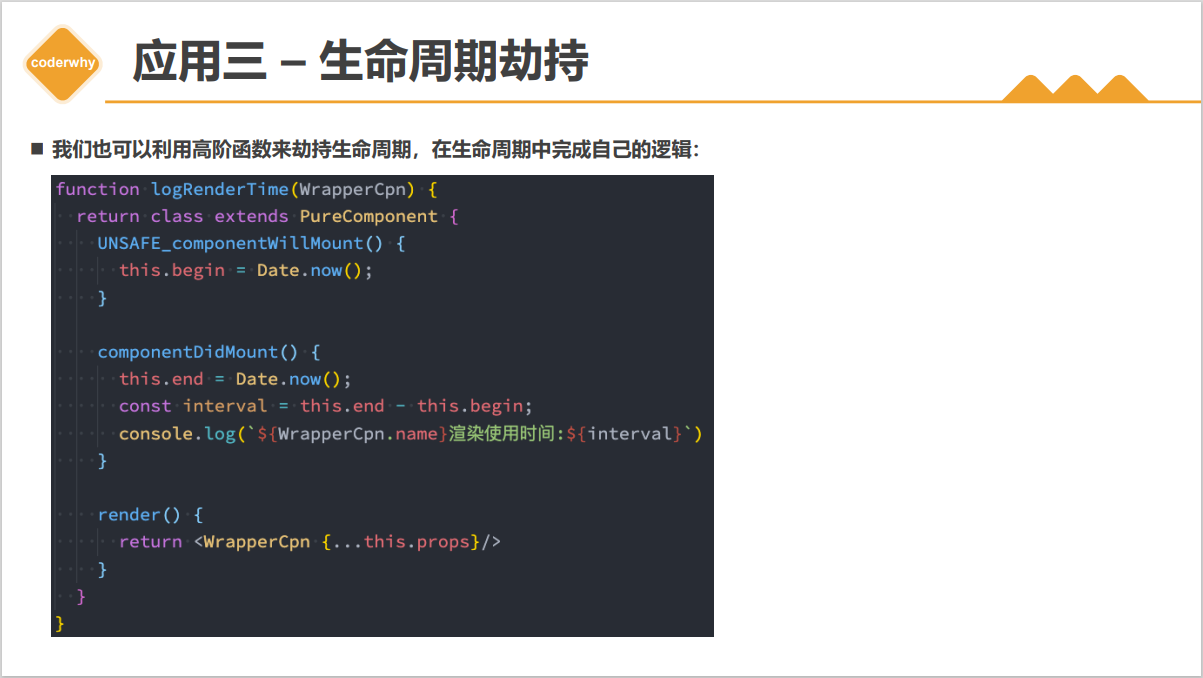 coderwhy
应用三 – 生命周期劫持
■ 我们也可以利用高阶函数来劫持生命周期，在生命周期中完成自己的逻辑：
function logRenderTime(WrapperCpn) {
  return class extends PureComponent {
    UNSAFE_componentWillMount() {
      this.begin = Date.now();
    }
    componentDidMount() {
      this.end = Date.now();
      const interval = this.end - this.begin;
      console.log(`${WrapperCpn.name}渲染使用时间:${interval}`)
    }
    render() {
      return <WrapperCpn {...this.props}/>
    }
  }
}